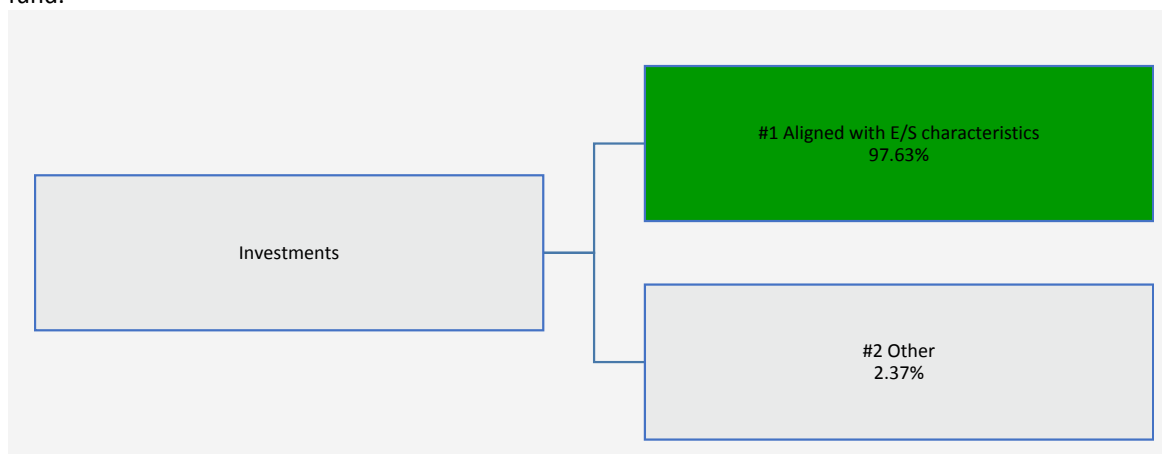 #1 Aligned with E/S characteristics
97.63%
Investments
#2 Other
2.37%